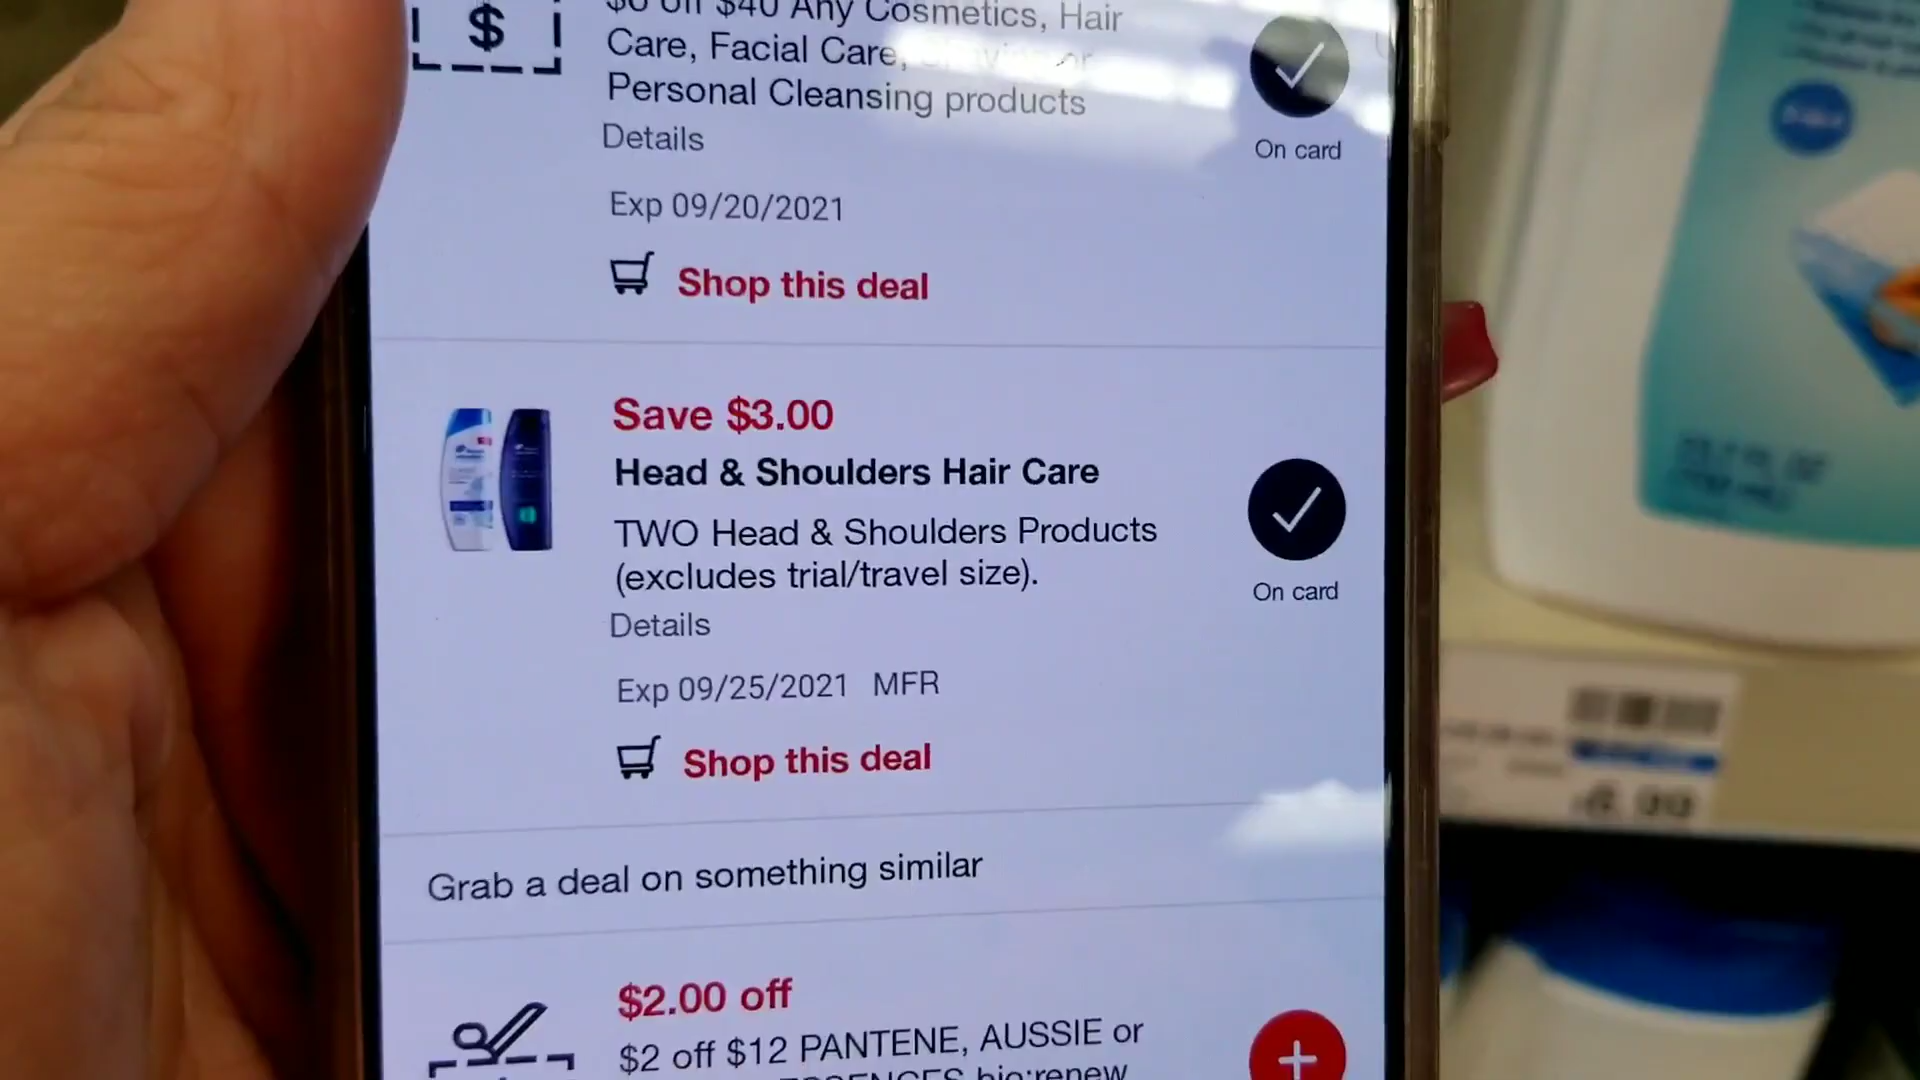 $
$40 Any Cosmetics, Hair
Care, Facial Care,
Personal Cleansing products
Details
On card
Exp 09/20/2021
Shop this deal
Save $3.00
Head & Shoulders Hair Care
TWO Head & Shoulders Products
(excludes trial/travel size).
Details
On card
Exp 09/25/2021 MFR
Shop this deal
Grab a deal on something similar
$2.00 off
$2 off $12 PANTENE, AUSSIE or
bio:renew